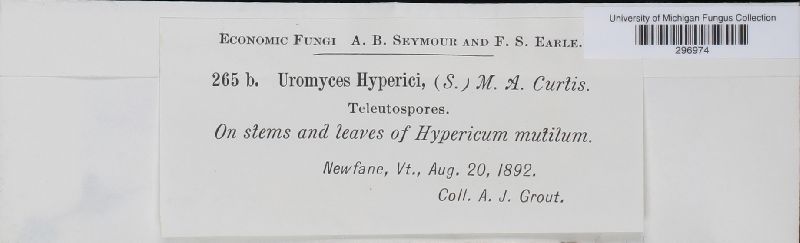 University of Michigan Fungus Collection
296974
ECONOMIC FUNGI A. B. SEYMOUR AND F. S. EARLE.
265 b. Uromyces Hyperici, (S.) M. A. Curtis.
Teleutospores.
On stems and leaves of Hypericum mutilum.
Newfane, Vt., Aug. 20, 1892.
Coll. A. J. Grout.